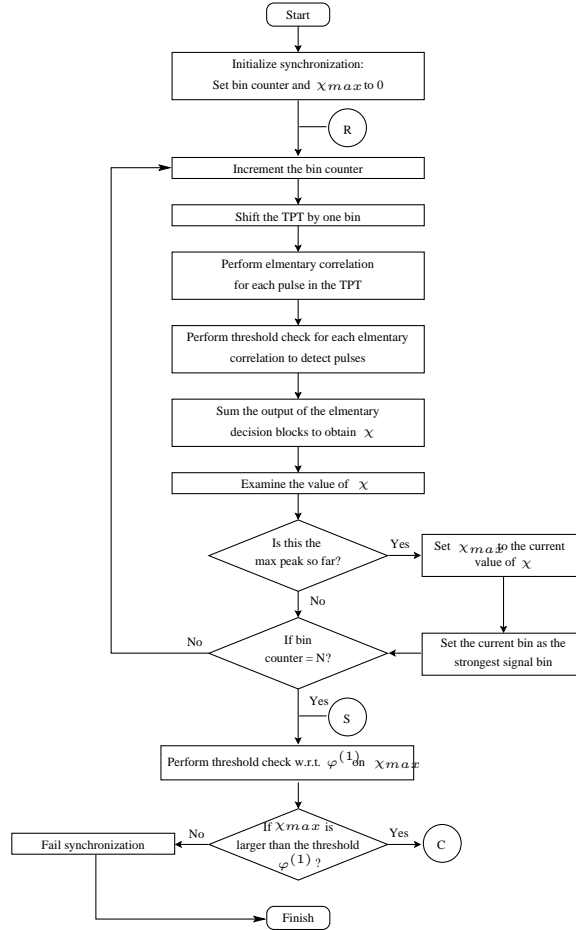 Start
Initialize synchronization:
Set bin counter and χmax to 0
R
Increment the bin counter
Shift the TPT by one bin
Perform elmentary correlation
for each pulse in the TPT
Perform threshold check for each elmentary
correlation to detect pulses
Sum the output of the elmentary
decision blocks to obtain χ
Examine the value of χ
Is this the
max peak so far?
Yes
Set χmax to the current
value of χ
No
If bin
counter = N?
No
Set the current bin as the
strongest signal bin
Yes
S
Perform threshold check w.r.t. φ(1) on χmax
If χmax is
larger than the threshold
φ(1) ?
No
Yes
Fail synchronization
C
Finish